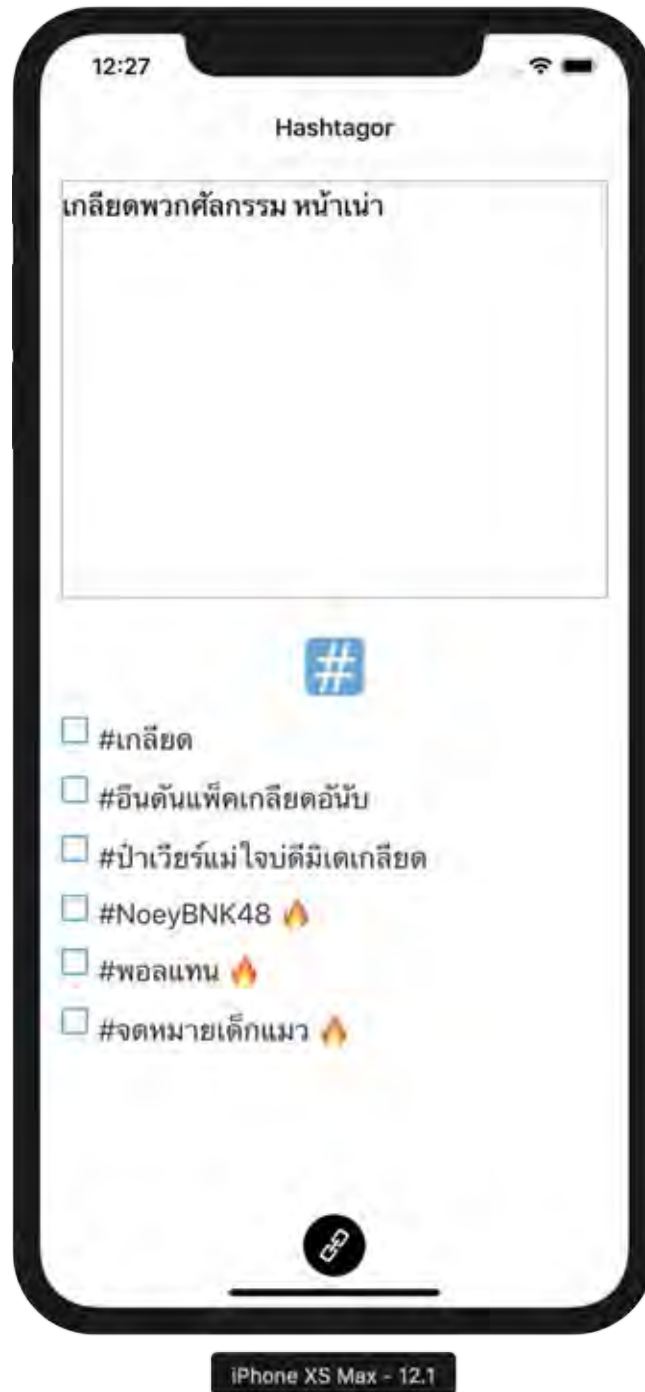 12:27
Hashtagor
เกลียดพวกศัลกรรม หน้าเน่า
#
#เกลียด
#อินดันแพ็คเกลียดอันับ
#ป๋าเวียร์แม่ใจบ่ดีมิเดเกลียด
#NoeyBNK48 🔥
#พอลแทน 🔥
#จดหมายเด็กแมว 🔥
iPhone XS Max - 12.1